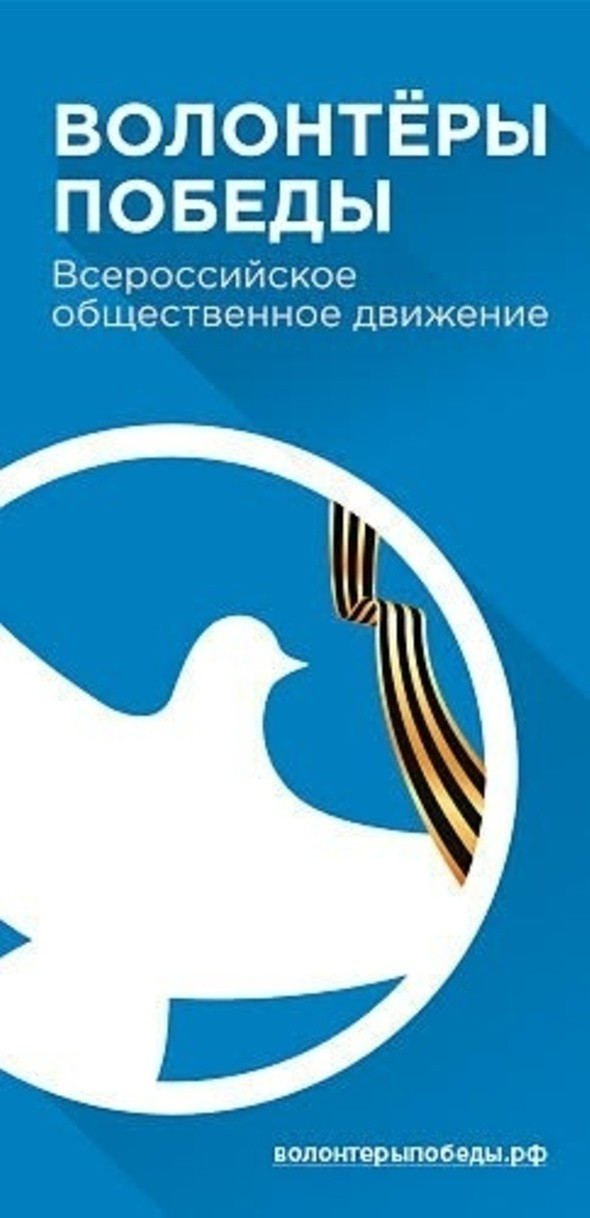 ВОЛОНТЁРЫ
ПОБЕДЫ
Всероссийское
общественное движение
волонтерыпобеды.рф